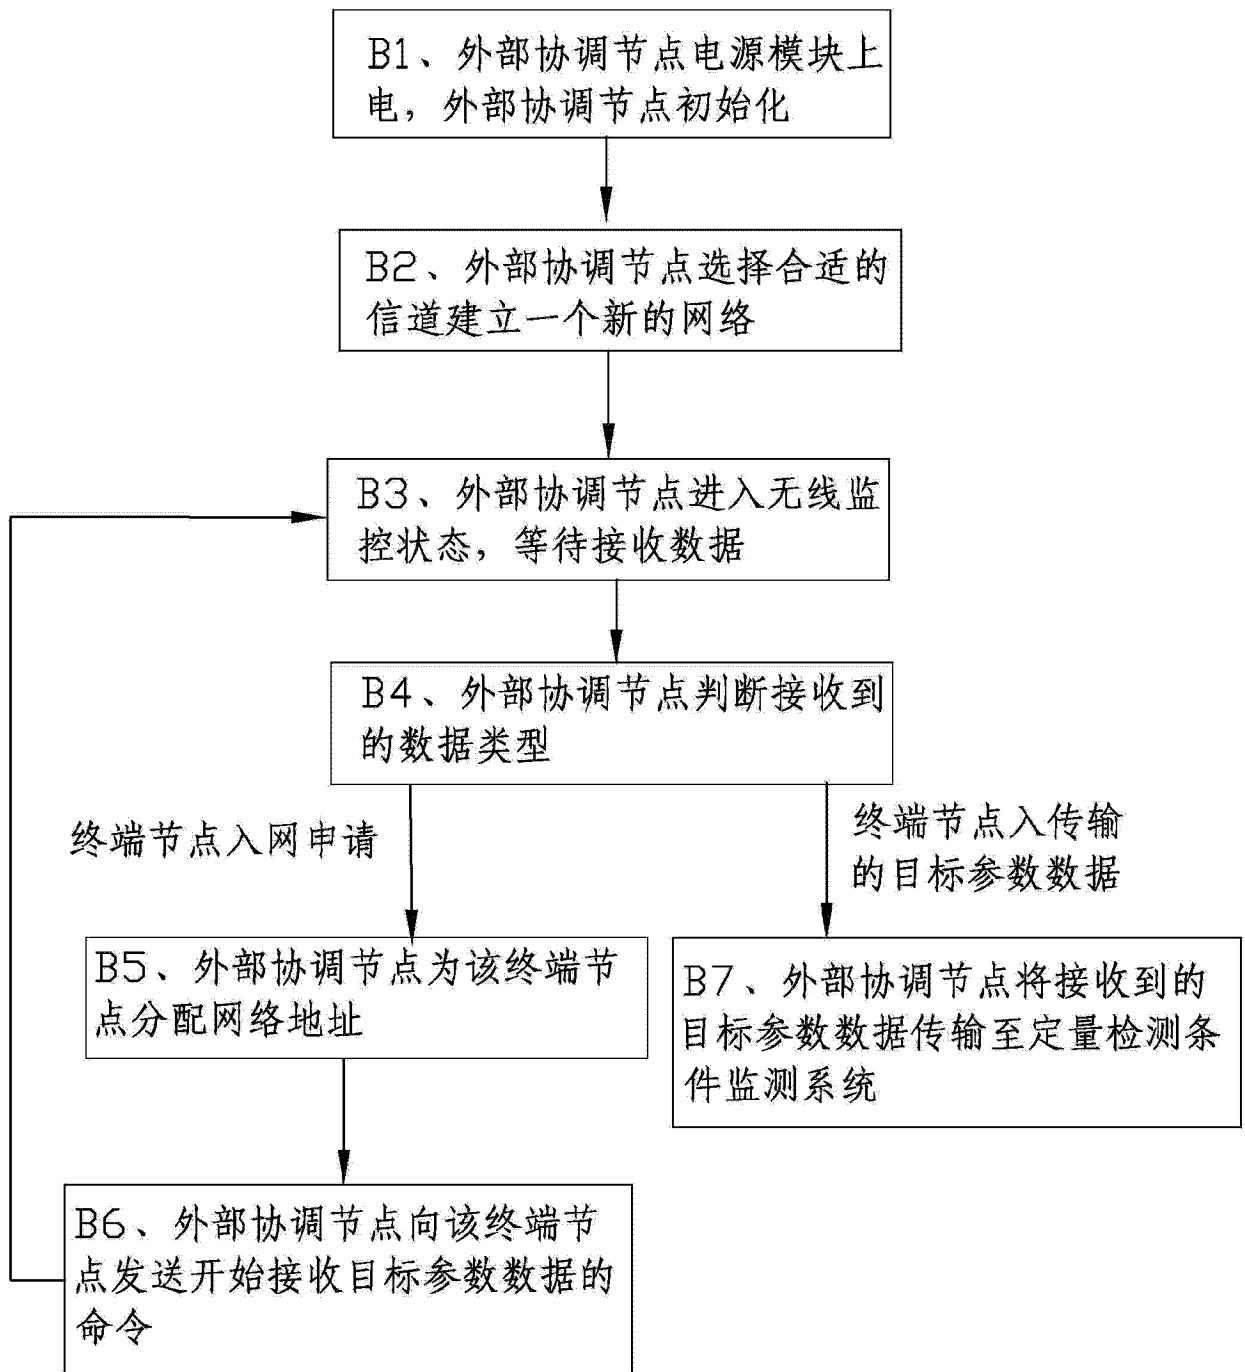 B1、外部协调节点电源模块上
电，外部协调节点初始化
B2、外部协调节点选择合适的
信道建立一个新的网络
B3、外部协调节点进入无线监
控状态，等待接收数据
B4、外部协调节点判断接收到
的数据类型
终端节点入网申请
终端节点入传输
的目标参数数据
B5、外部协调节点为该终端节
点分配网络地址
B7、外部协调节点将接收到的
目标参数数据传输至定量检测条
件监测系统
B6、外部协调节点向该终端节
点发送开始接收目标参数数据的
命令